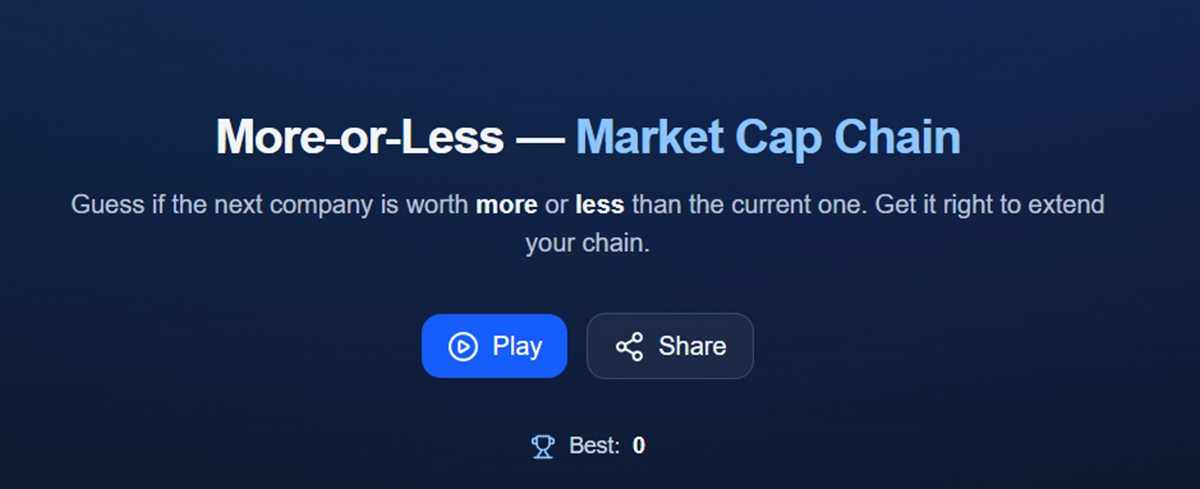 More-or-Less — Market Cap Chain
Guess if the next company is worth more or less than the current one. Get it right to extend
your chain.
Play
Share
Best: 0